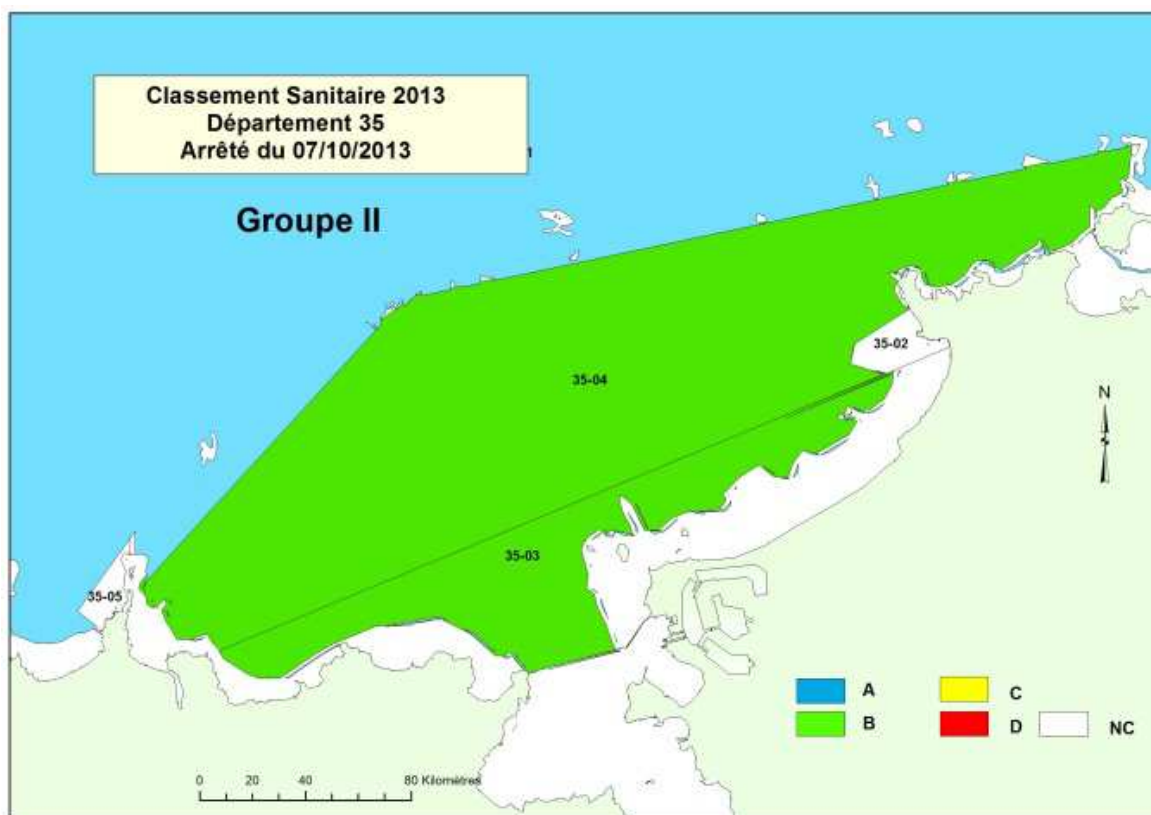 Classement Sanitaire 2013
Département 35
Arrêté du 07/10/2013
Groupe II
35-02
35-04
N
S
35-03
35-05
A
C
B
D
NC
0 20 40 80 Kilomètres